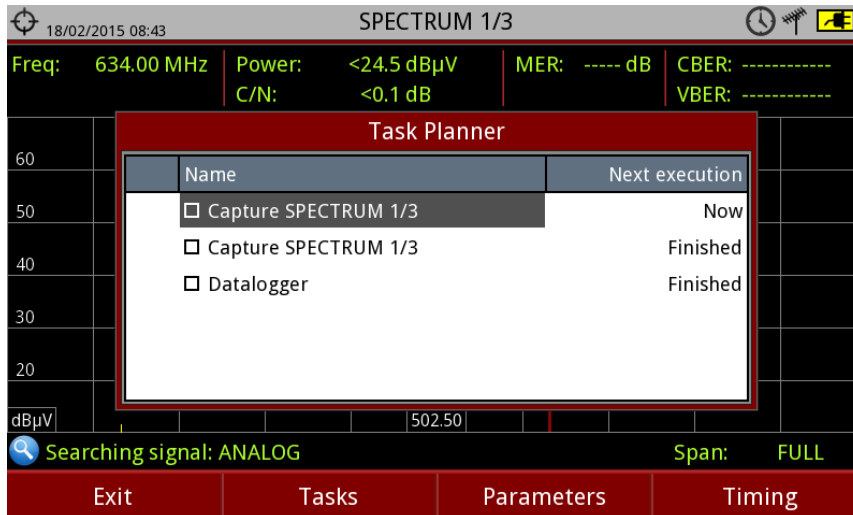 18/02/2015 08:43 SPECTRUM 1/3
Freq: 634.00 MHz Power: <24.5 dBµV MER: ----- dB CBER: ------------
C/N: <0.1 dB VBER: ------------
Task Planner
Name Next execution
Capture SPECTRUM 1/3 Now
Capture SPECTRUM 1/3 Finished
Datalogger Finished
60
50
40
30
20
dBµV 502.50
Searching signal: ANALOG Span: FULL
Exit Tasks Parameters Timing